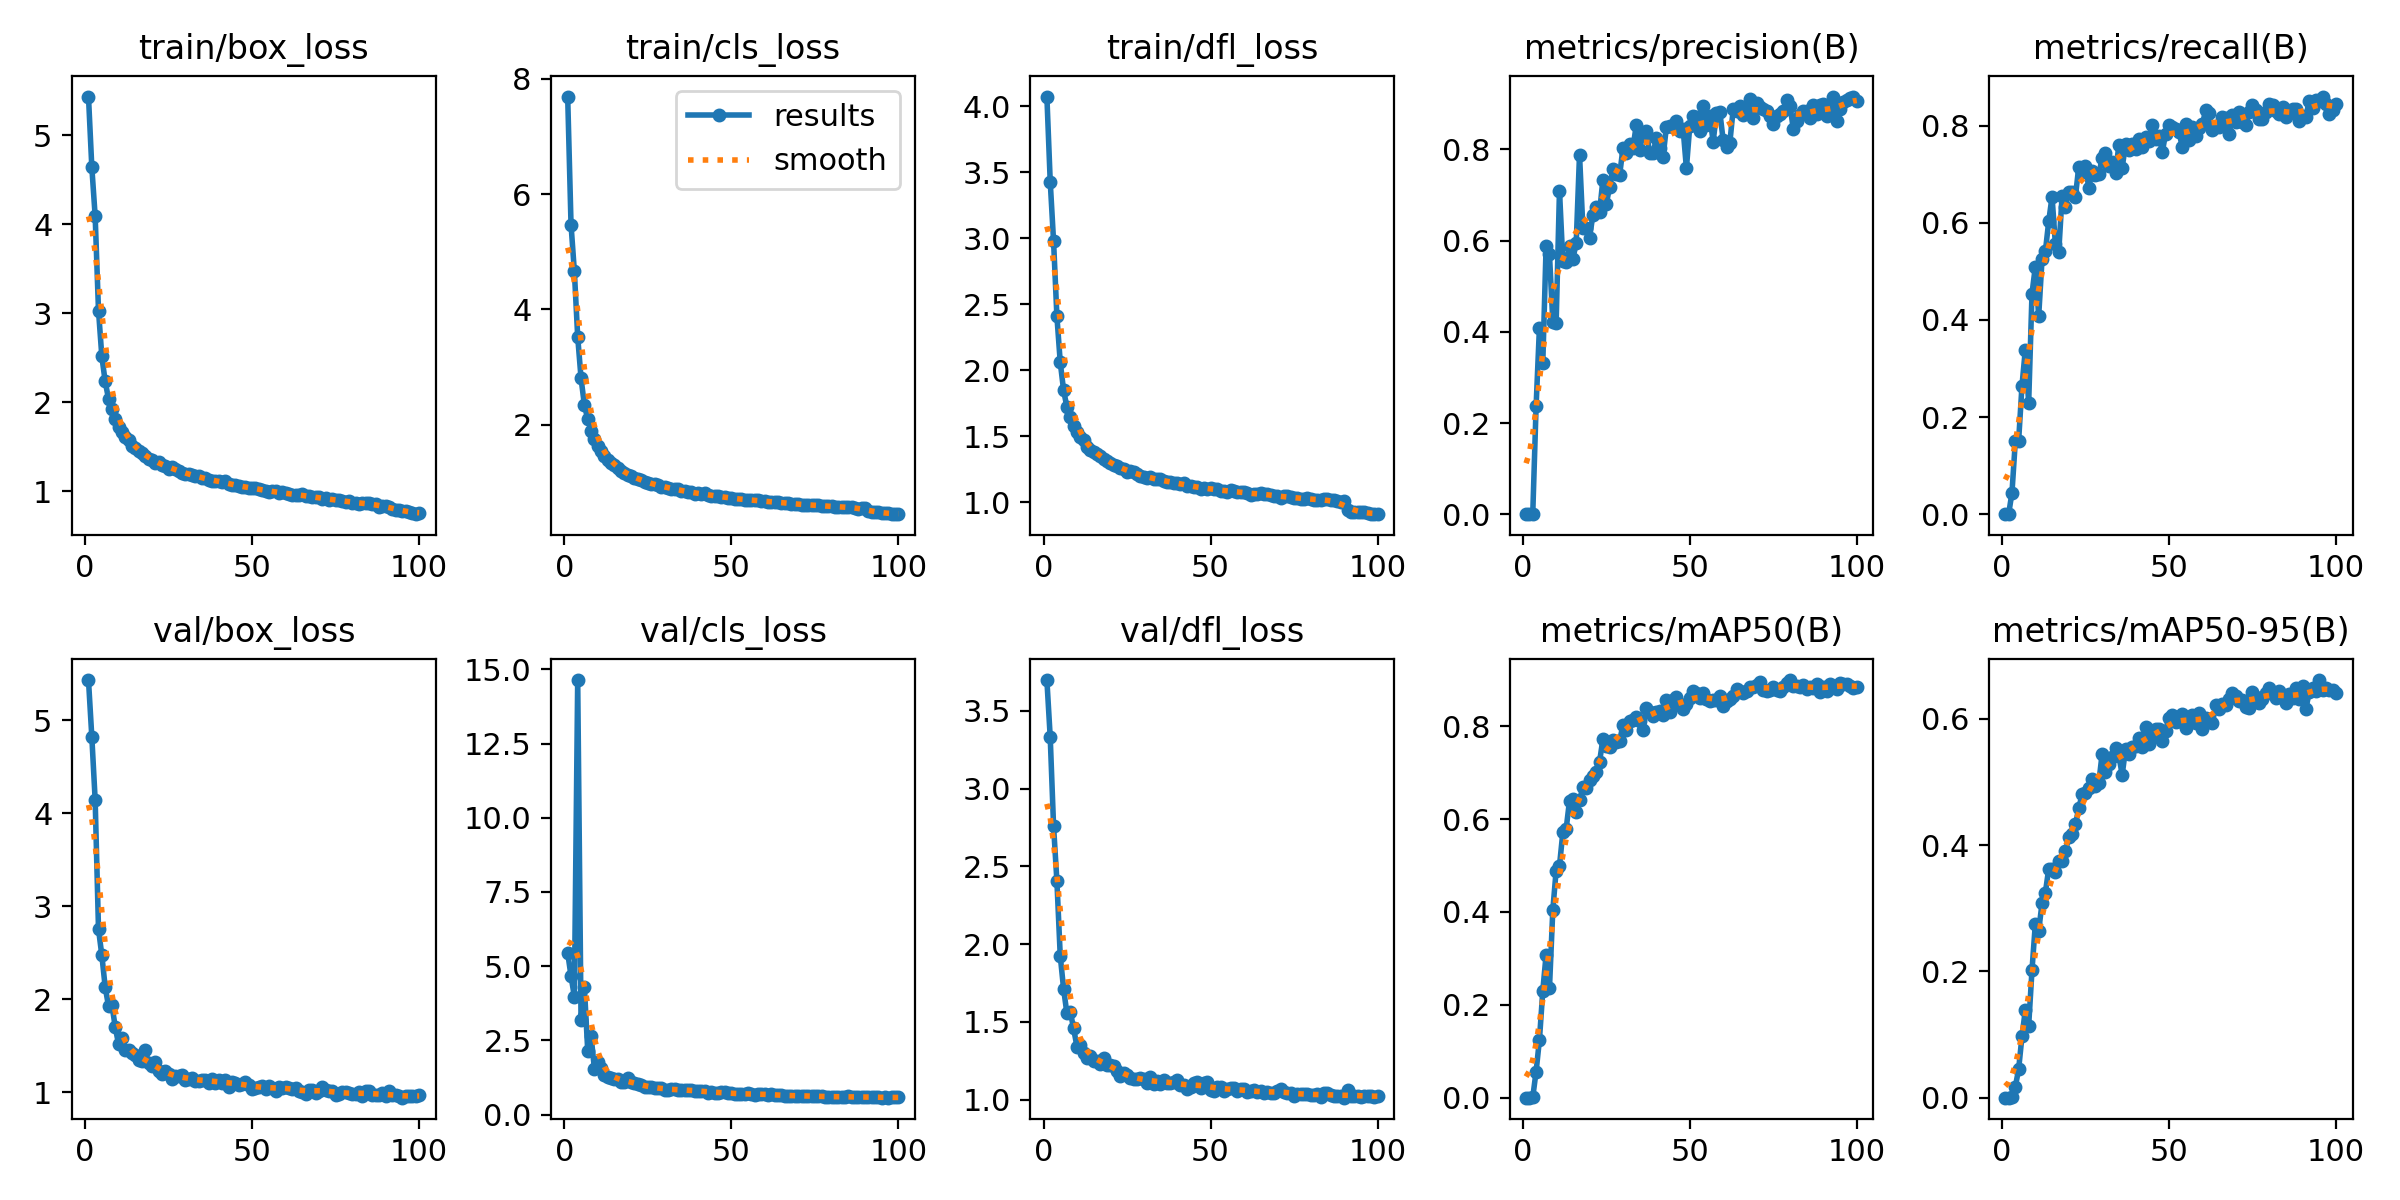 train/box_loss
5
4
3
2
1
0 50 100
train/cls_loss
8
6
4
2
results
smooth
0 50 100
train/dfl_loss
4.0
3.5
3.0
2.5
2.0
1.5
1.0
0 50 100
metrics/precision(B)
0.8
0.6
0.4
0.2
0.0
0 50 100
metrics/recall(B)
0.8
0.6
0.4
0.2
0.0
0 50 100
val/box_loss
5
4
3
2
1
0 50 100
val/cls_loss
15.0
12.5
10.0
7.5
5.0
2.5
0.0
0 50 100
val/dfl_loss
3.5
3.0
2.5
2.0
1.5
1.0
0 50 100
metrics/mAP50(B)
0.8
0.6
0.4
0.2
0.0
0 50 100
metrics/mAP50-95(B)
0.6
0.4
0.2
0.0
0 50 100